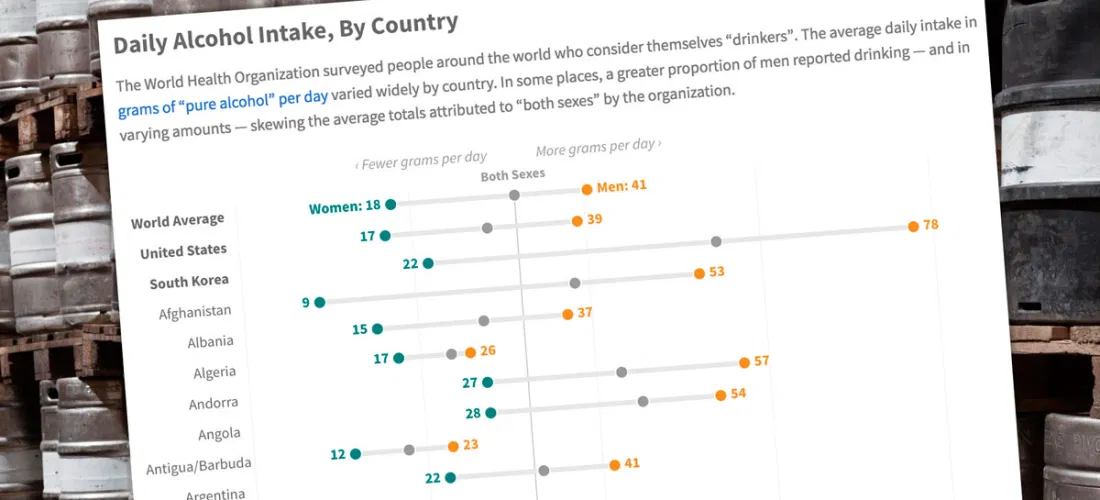 Daily Alcohol Intake, By Country
The World Health Organization surveyed people around the world who consider themselves “drinkers”. The average daily intake in
grams of “pure alcohol” per day varied widely by country. In some places, a greater proportion of men reported drinking — and in
varying amounts — skewing the average totals attributed to “both sexes” by the organization.
‹ Fewer grams per day More grams per day ›
Both Sexes
World Average Women: 18 Men: 41
United States 17 39
South Korea 22 78
Afghanistan 9 53
Albania 15 37
Algeria 17 26
Andorra 27 57
Angola 28 54
Antigua/Barbuda 12 23
Argentina 22 41